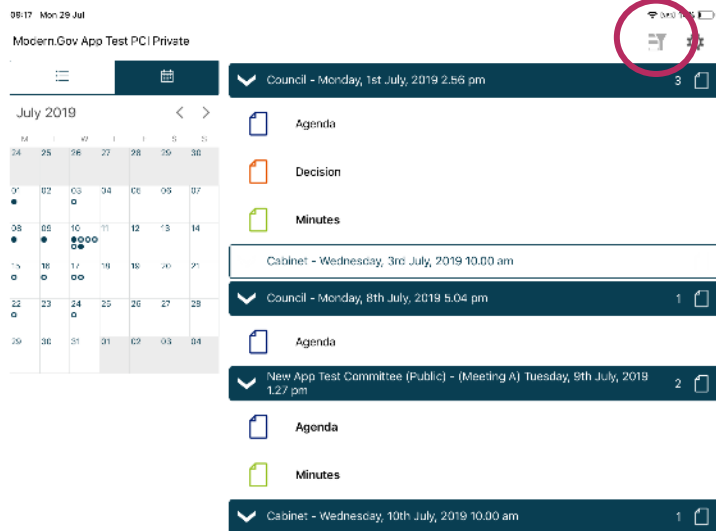 09:17 Mon 29 Jul
Modern.Gov App Test PCI Private
July 2019
M T W T F S S
24 25 26 27 28 29 30
01 02 03 04 05 06 07
08 09 10 11 12 13 14
15 16 17 18 19 20 21
22 23 24 25 26 27 28
29 30 31 01 02 03 04
Council - Monday, 1st July, 2019 2.56 pm 3
Agenda
Decision
Minutes
Cabinet - Wednesday, 3rd July, 2019 10.00 am
Council - Monday, 8th July, 2019 5.04 pm 1
Agenda
New App Test Committee (Public) - (Meeting A) Tuesday, 9th July, 2019
1.27 pm 2
Agenda
Minutes
Cabinet - Wednesday, 10th July, 2019 10.00 am 1